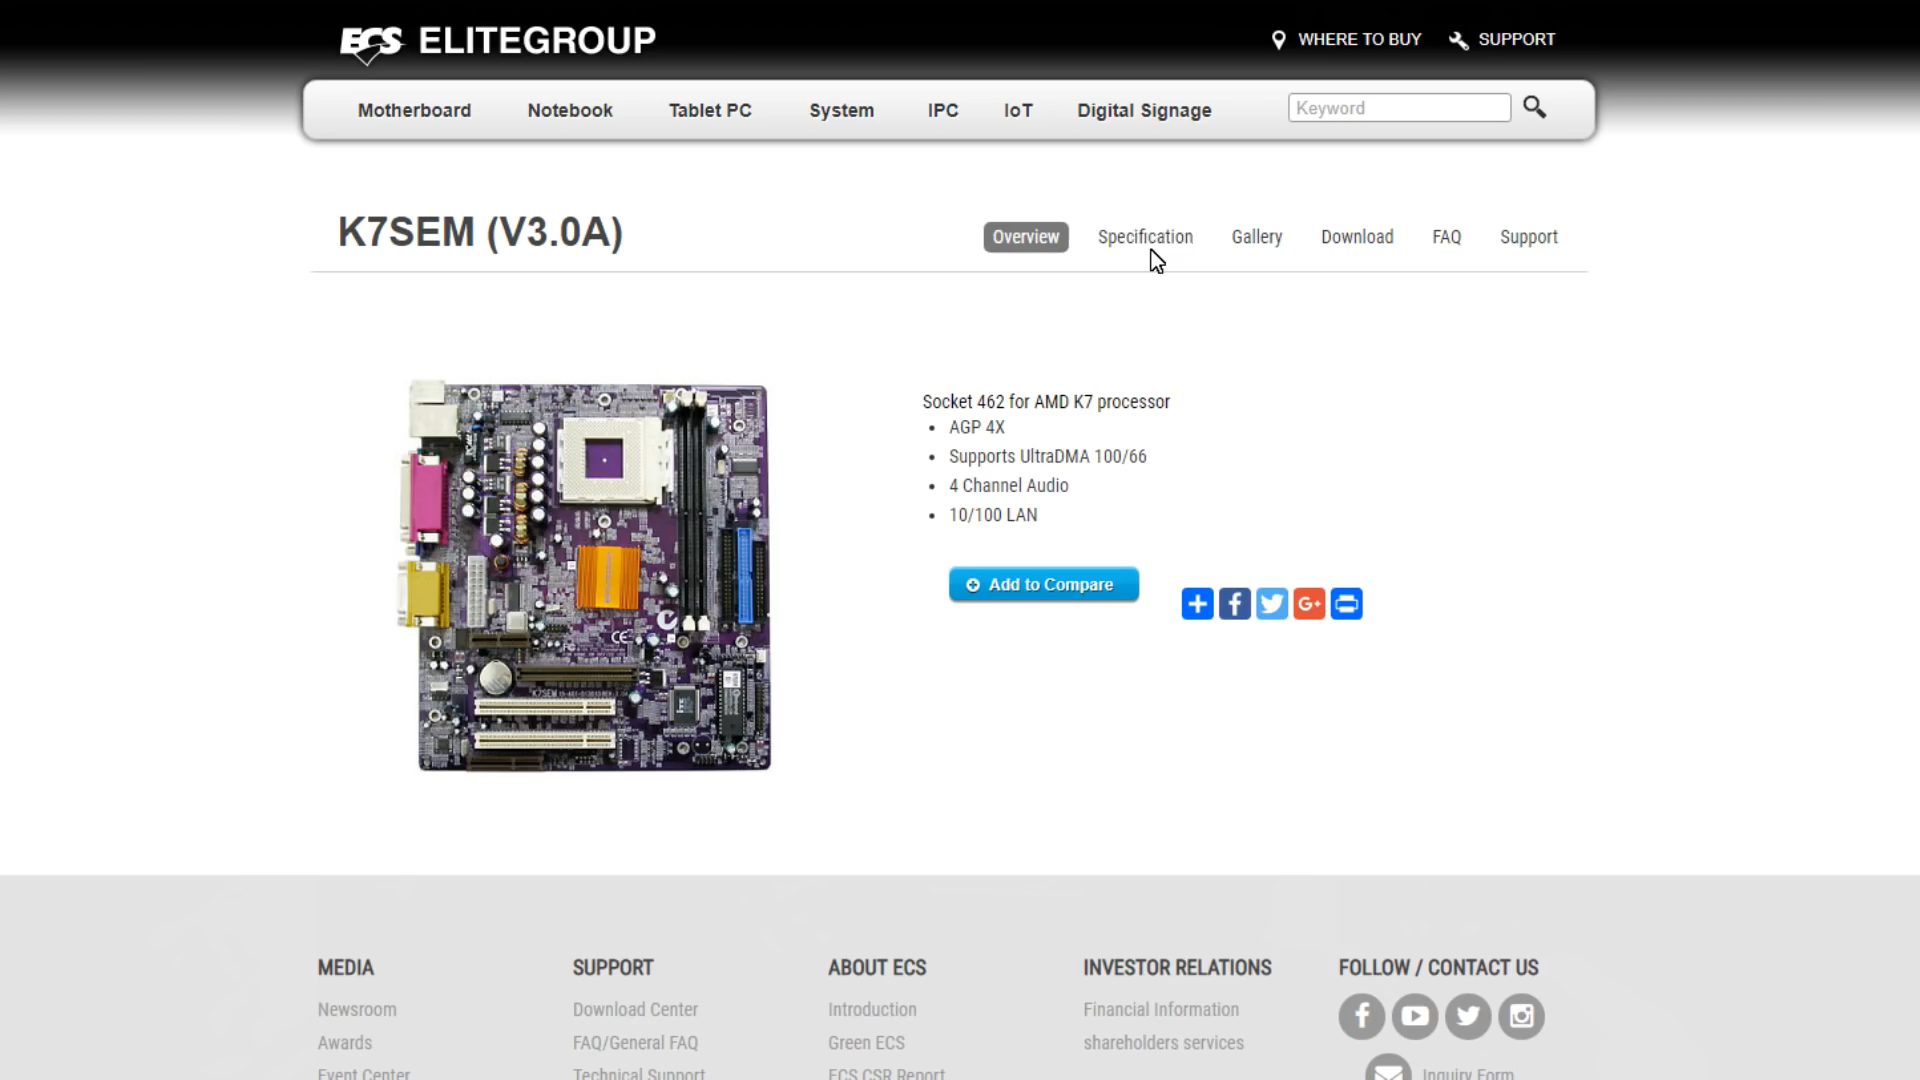 ECS ELITEGROUP
WHERE TO BUY
SUPPORT
Motherboard
Notebook
Tablet PC
System
IPC
IoT
Digital Signage
Keyword
K7SEM (V3.0A)
Overview
Specification
Gallery
Download
FAQ
Support
Socket 462 for AMD K7 processor
• AGP 4X
• Supports UltraDMA 100/66
• 4 Channel Audio
• 10/100 LAN
Add to Compare
K7SEM
MEDIA
Newsroom
Awards
Event Center
SUPPORT
Download Center
FAQ/General FAQ
Technical Support
ABOUT ECS
Introduction
Green ECS
ECS CSR Report
INVESTOR RELATIONS
Financial Information
shareholders services
FOLLOW / CONTACT US
Inquiry Form